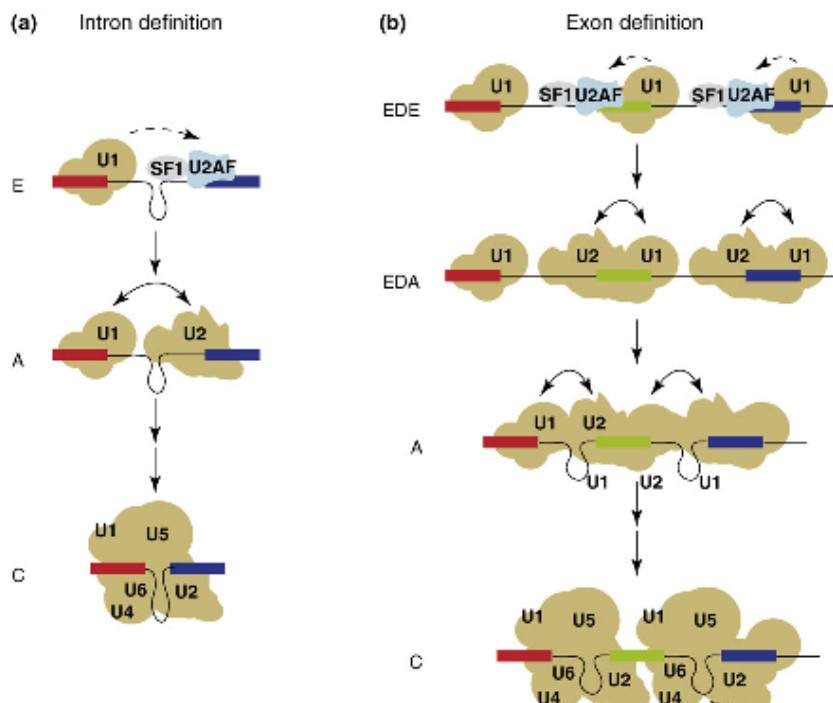 (a) Intron definition
E
U1 SF1 U2AF
A
U1 U2
C
U1 U5
U6 U2
U4
(b) Exon definition
EDE
U1 SF1 U2AF U1 SF1 U2AF U1
EDA
U1 U2 U1 U2 U1
A
U1 U2
U1 U2 U1
C
U1 U5 U1 U5
U6 U2 U6 U2
U4 U4